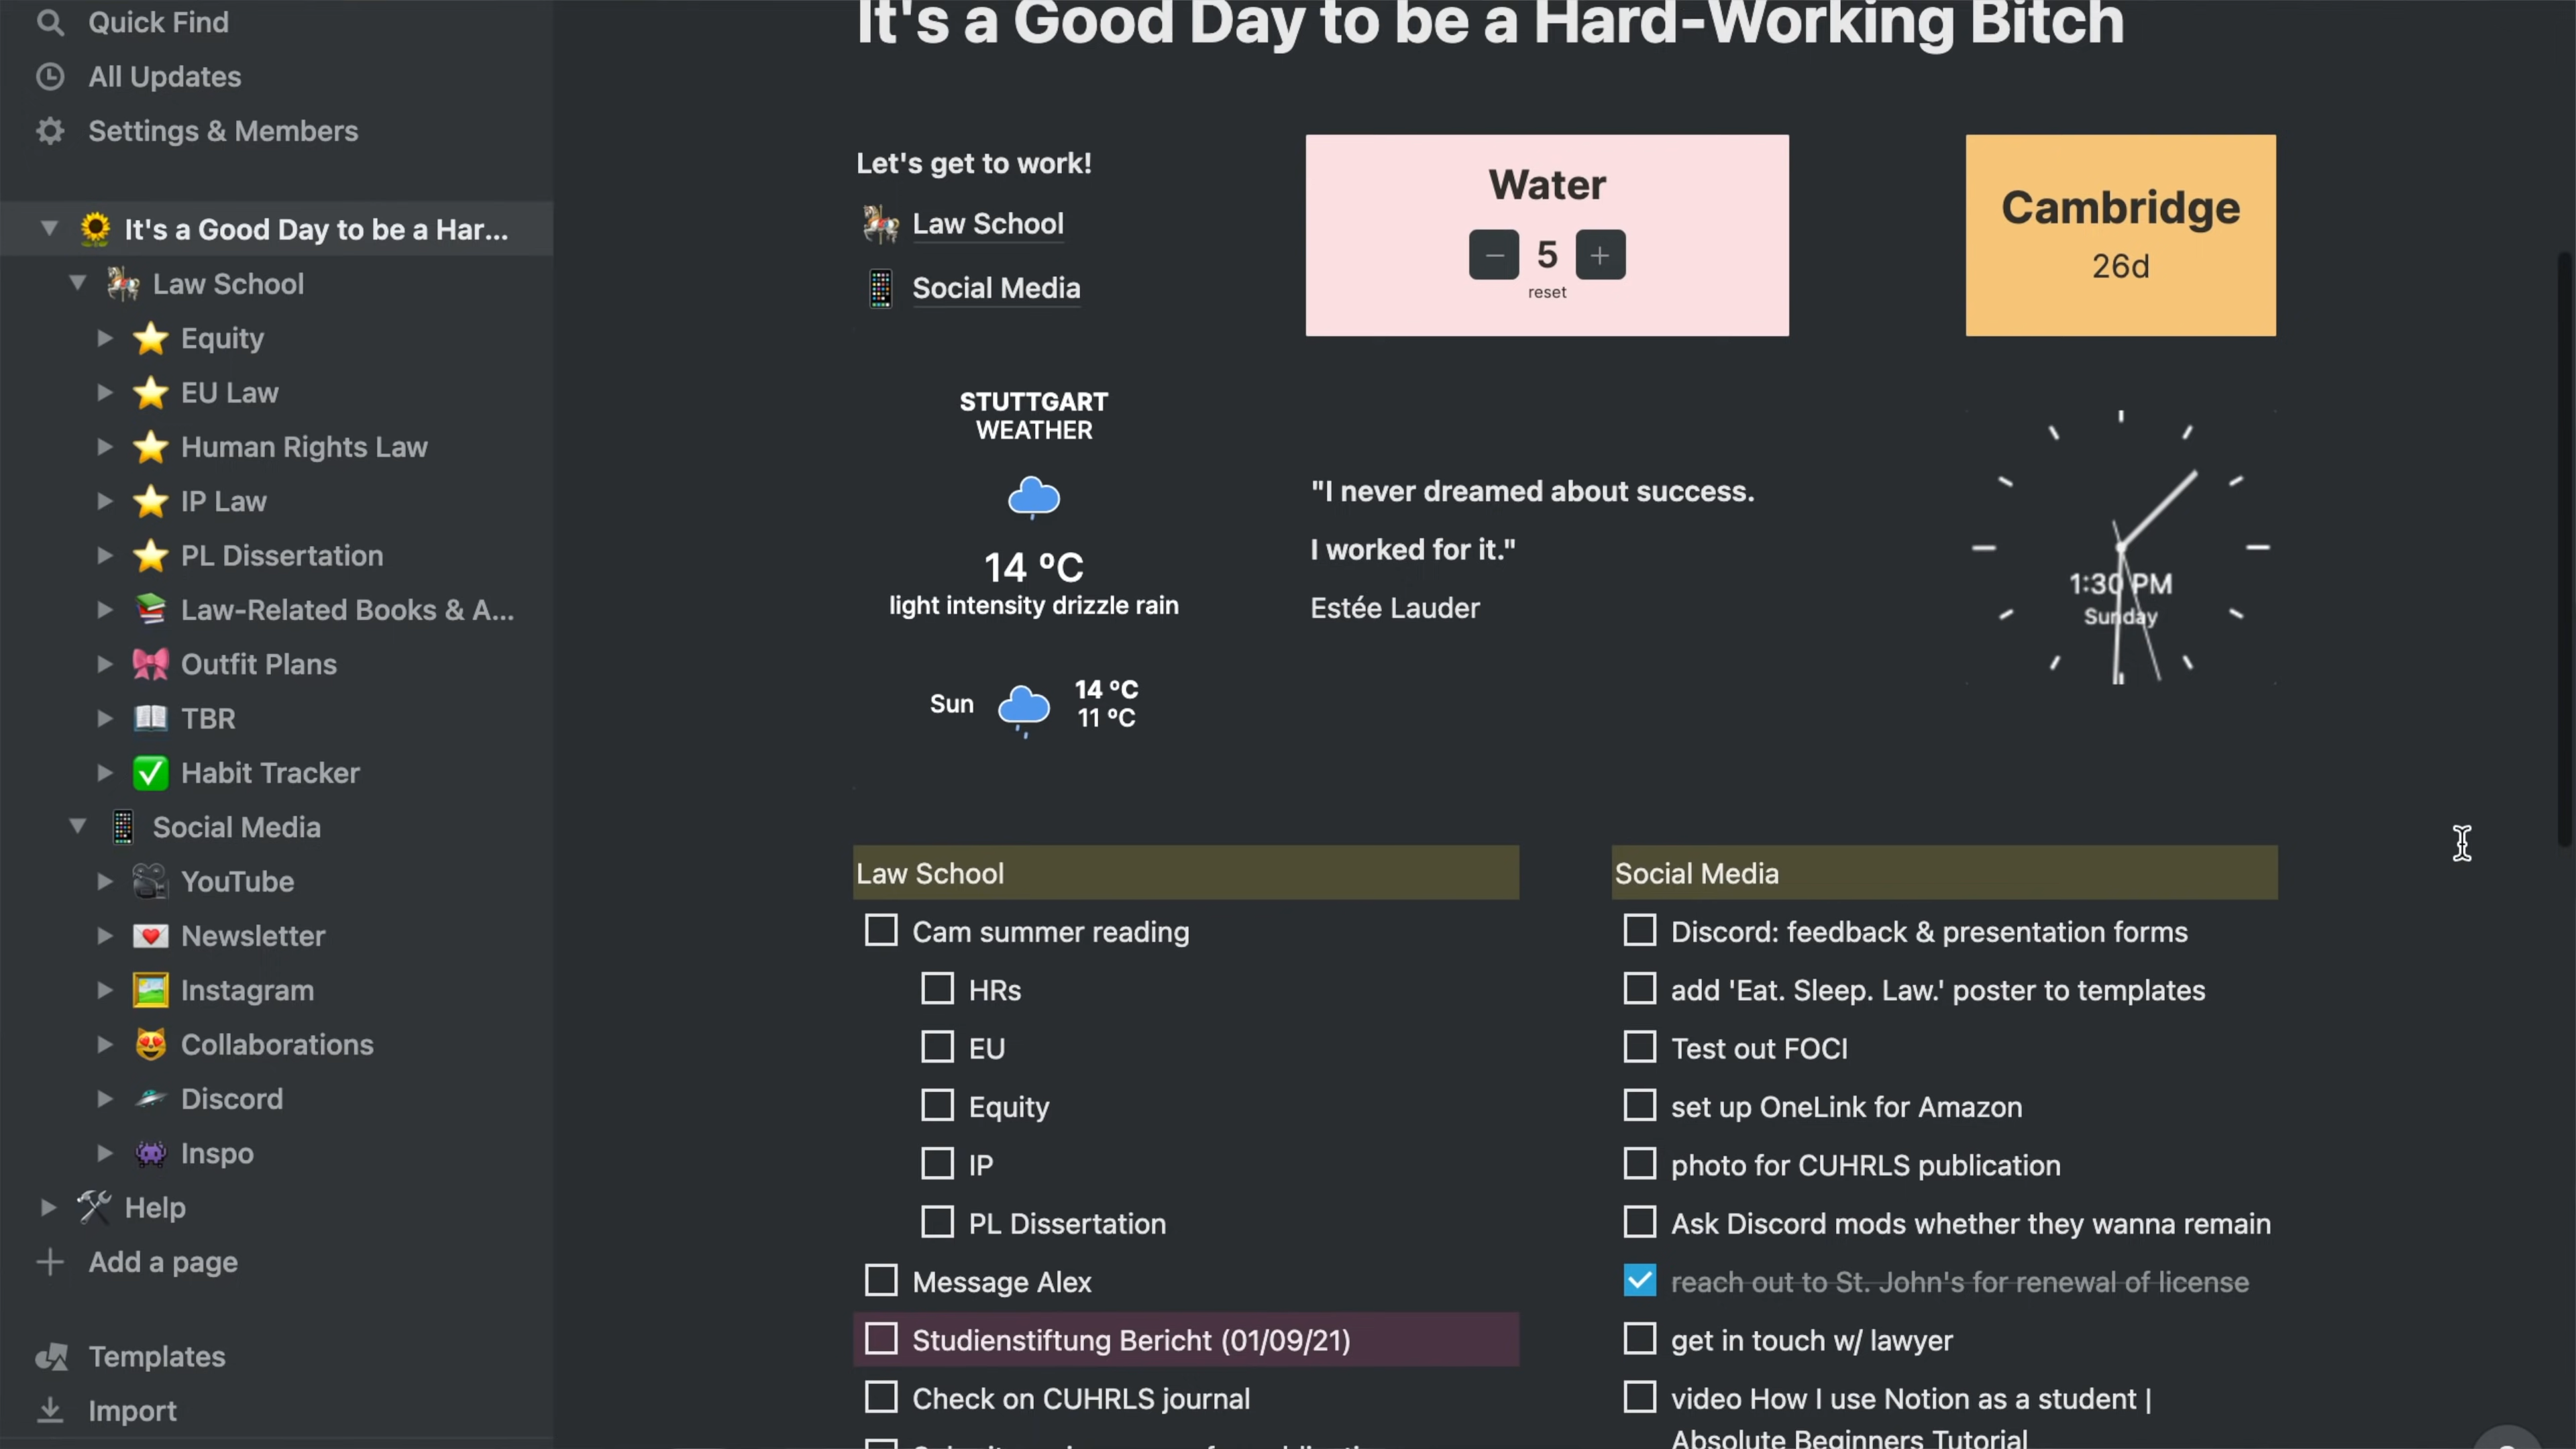 Quick Find
All Updates
Settings & Members
It's a Good Day to be a Har...
Law School
Equity
EU Law
Human Rights Law
IP Law
PL Dissertation
Law-Related Books & A...
Outfit Plans
TBR
Habit Tracker
Social Media
YouTube
Newsletter
Instagram
Collaborations
Discord
Inspo
Help
Add a page
Templates
Import
It's a Good Day to be a Hard-Working Bitch
Let's get to work!
Law School
Social Media
Water
5
reset
Cambridge
26d
STUTTGART
WEATHER
14 ºC
light intensity drizzle rain
Sun
14 ºC
11 ºC
"I never dreamed about success.
I worked for it."
Estée Lauder
1:30 PM
Sunday
Law School
Cam summer reading
HRs
EU
Equity
IP
PL Dissertation
Message Alex
Studienstiftung Bericht (01/09/21)
Check on CUHRLS journal
Social Media
Discord: feedback & presentation forms
add 'Eat. Sleep. Law.' poster to templates
Test out FOCI
set up OneLink for Amazon
photo for CUHRLS publication
Ask Discord mods whether they wanna remain
reach out to St. John's for renewal of license
get in touch w/ lawyer
video How I use Notion as a student |
Absolute Beginners Tutorial